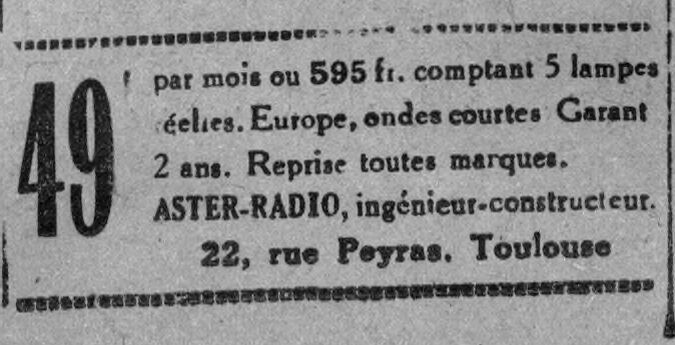 49 par mois ou 595 fr. comptant 5 lampes
réelles. Europe, ondes courtes Garant
2 ans. Reprise toutes marques.
ASTER-RADIO, ingénieur-constructeur.
22, rue Peyras. Toulouse